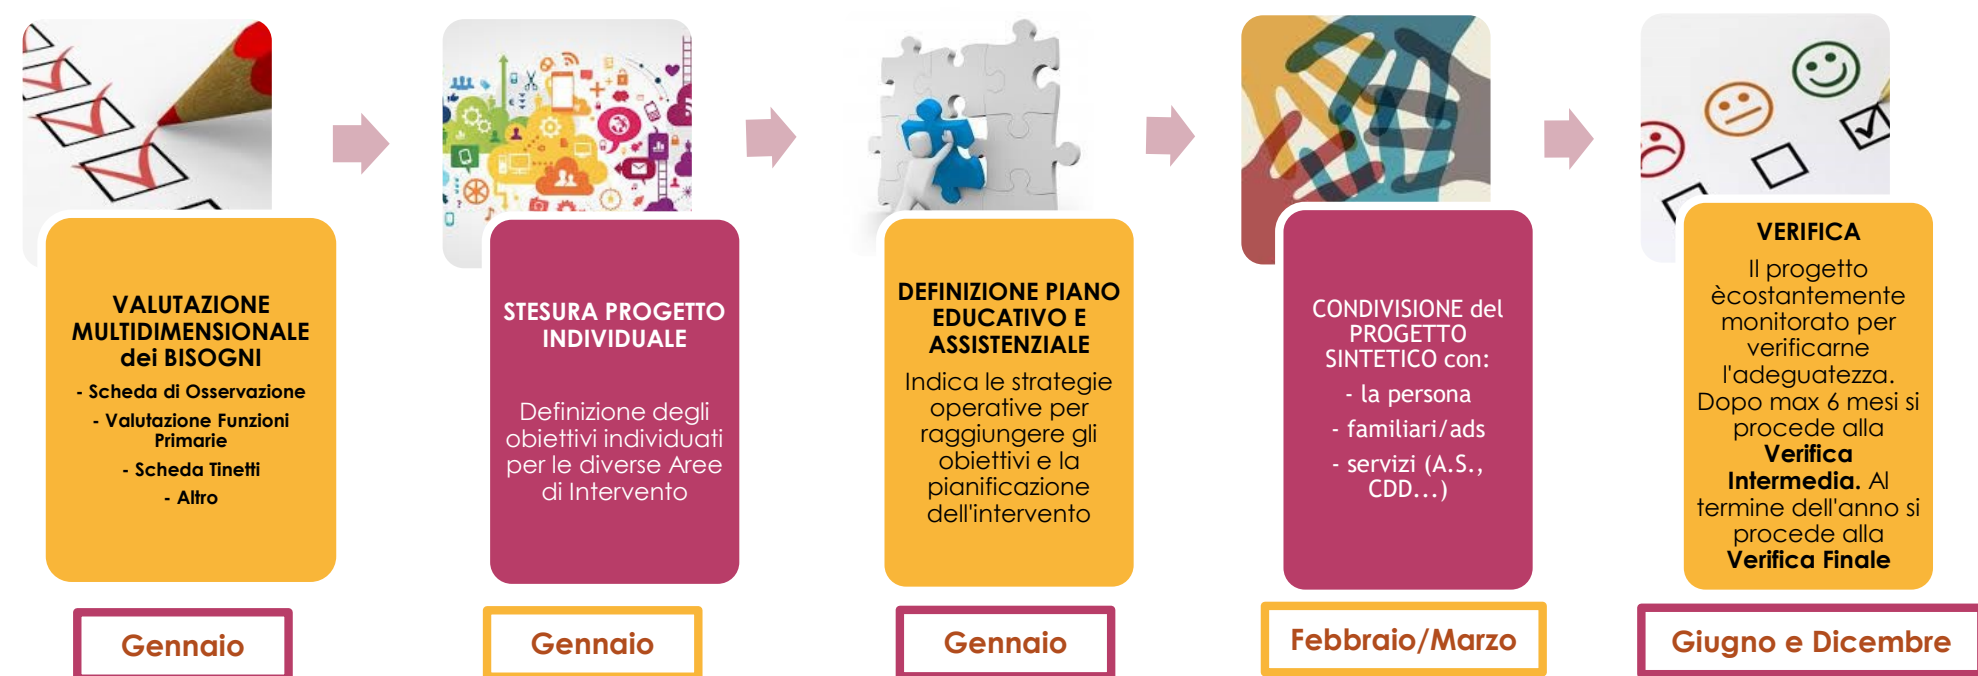 VALUTAZIONE
MULTIDIMENSIONALE
dei BISOGNI
- Scheda di Osservazione
- Valutazione Funzioni
Primarie
- Scheda Tinetti
- Altro
Gennaio
STESURA PROGETTO
INDIVIDUALE
Definizione degli
obiettivi individuati
per le diverse Aree
di Intervento
Gennaio
DEFINIZIONE PIANO
EDUCATIVO E
ASSISTENZIALE
Indica le strategie
operative per
raggiungere gli
obiettivi e la
pianificazione
dell'intervento
Gennaio
CONDIVISIONE del
PROGETTO
SINTETICO con:
- la persona
- familiari/ads
- servizi (A.S.,
CDD...)
Febbraio/Marzo
VERIFICA
Il progetto
ècostantemente
monitorato per
verificarne
l'adeguatezza.
Dopo max 6 mesi si
procede alla
Verifica
Intermedia. Al
termine dell'anno si
procede alla
Verifica Finale
Giugno e Dicembre